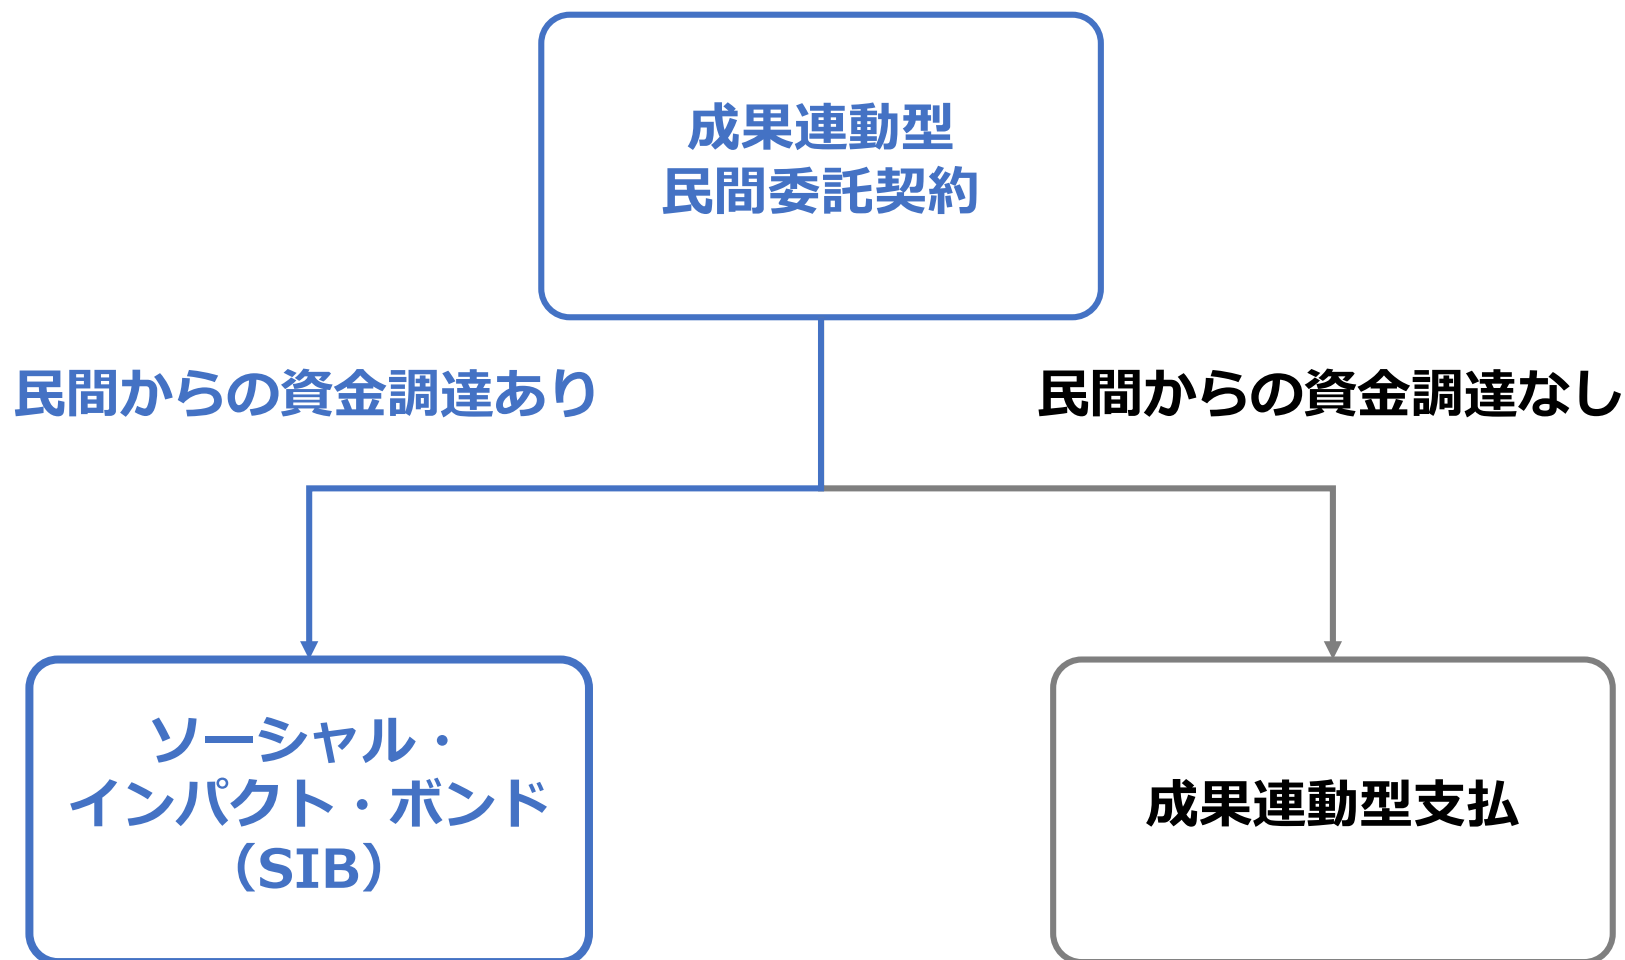 成果連動型
民間委託契約
民間からの資金調達あり
民間からの資金調達なし
ソーシャル・
インパクト・ボンド
（SIB）
成果連動型支払